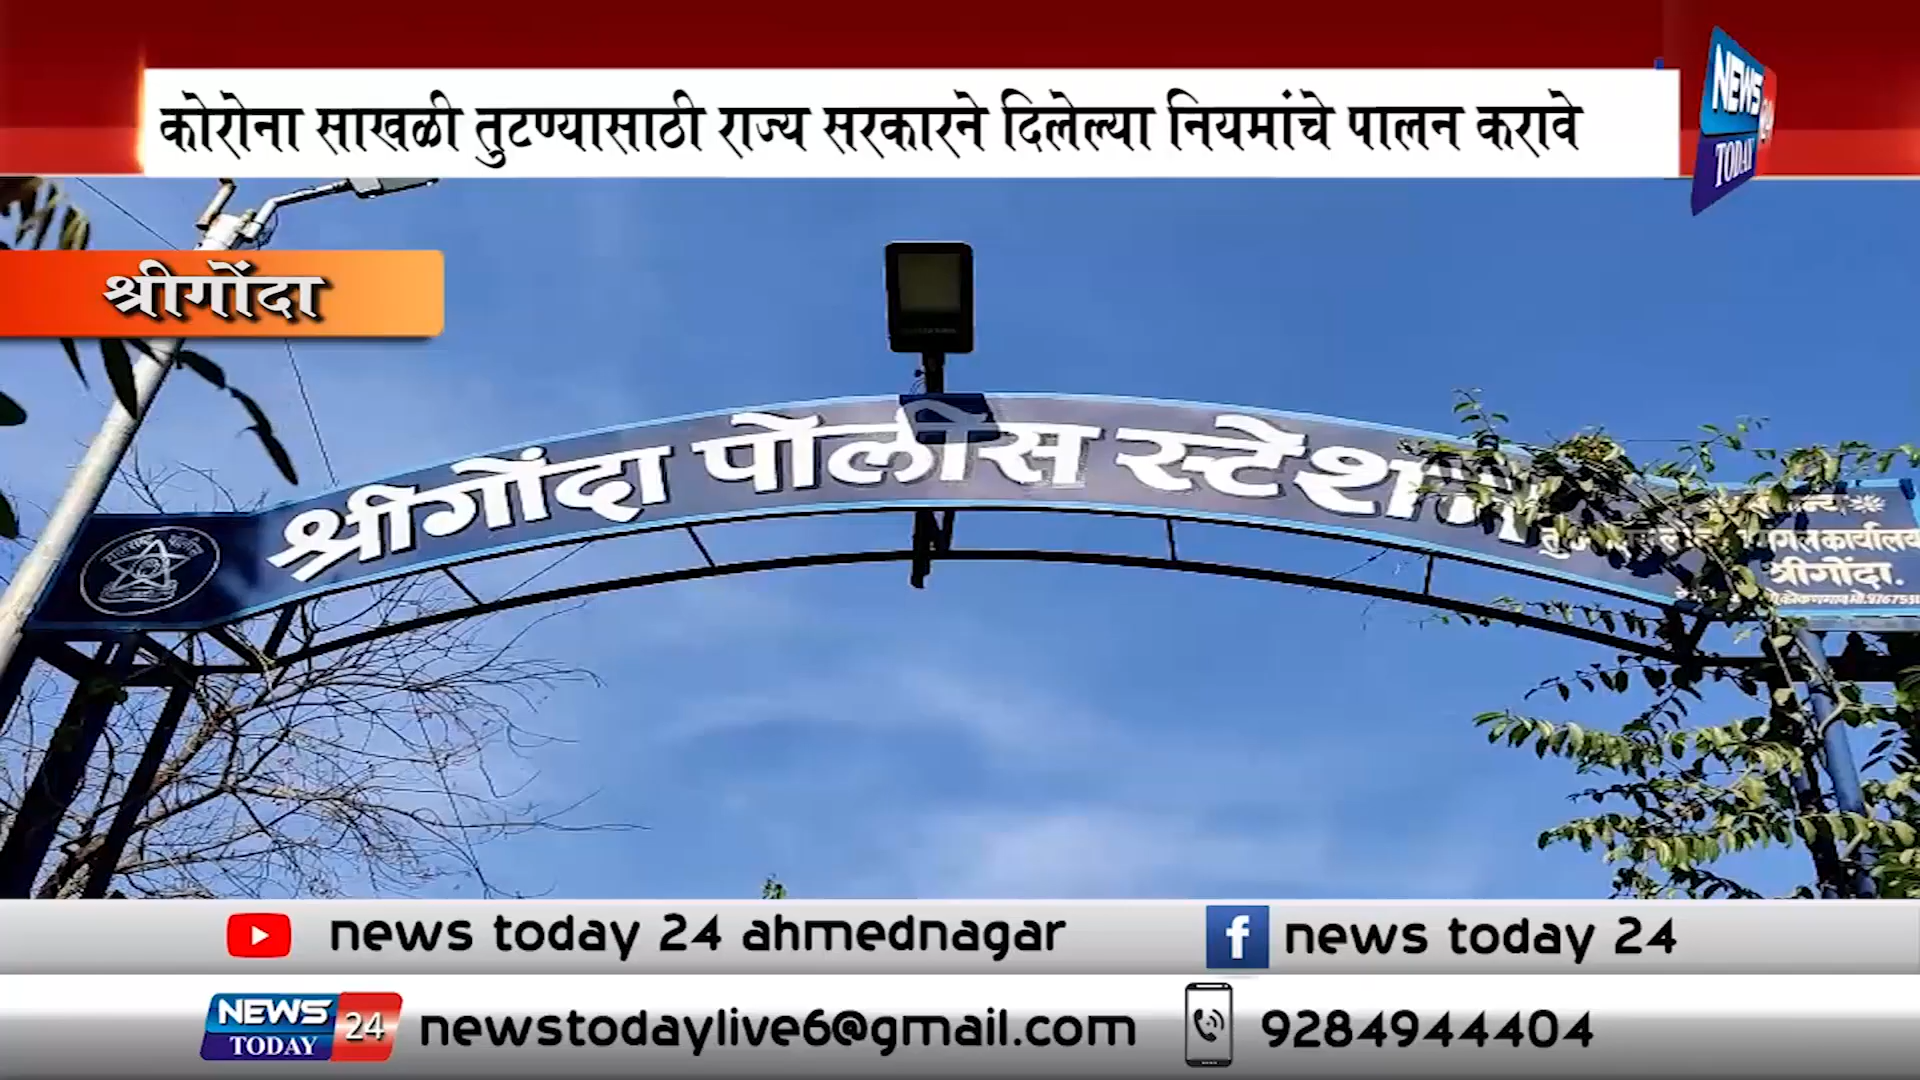 कोरोना साखळी तुटण्यासाठी राज्य सरकारने दिलेल्या नियमांचे पालन करावे
NEWS
24
TODAY
श्रीगोंदा
श्रीगोंदा पोलीस स्टेशन
कार्यालय
श्रीगोंदा.
news today 24 ahmednagar
news today 24
NEWS
TODAY
24
newstodaylive6@gmail.com
9284944404